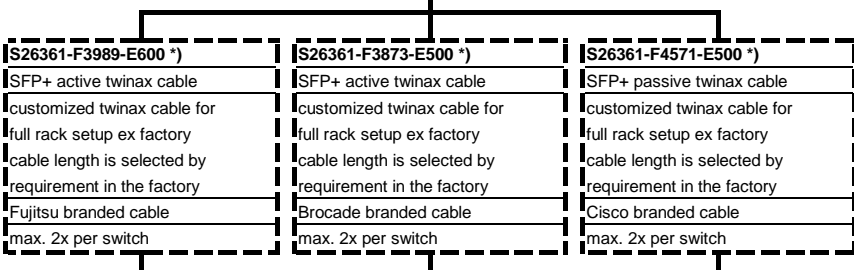 S26361-F3989-E600 *)
SFP+ active twinax cable
customized twinax cable for
full rack setup ex factory
cable length is selected by
requirement in the factory
Fujitsu branded cable
max. 2x per switch
S26361-F3873-E500 *)
SFP+ active twinax cable
customized twinax cable for
full rack setup ex factory
cable length is selected by
requirement in the factory
Brocade branded cable
max. 2x per switch
S26361-F4571-E500 *)
SFP+ passive twinax cable
customized twinax cable for
full rack setup ex factory
cable length is selected by
requirement in the factory
Cisco branded cable
max. 2x per switch